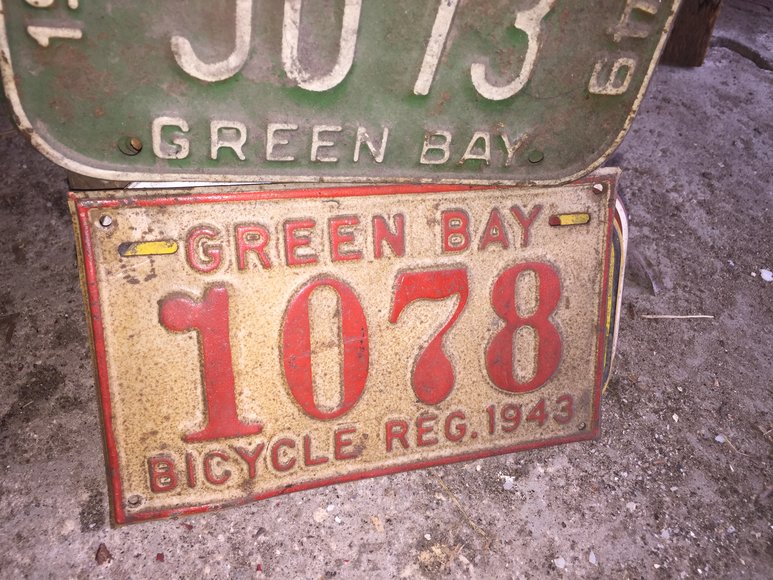 GREEN BAY
GREEN BAY
1078
BICYCLE REG. 1943